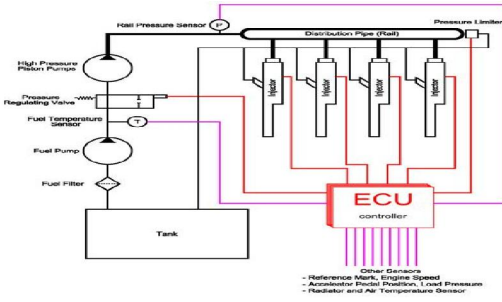 Rail Pressure Sensor
P
Distribution Pipe (Rail)
Pressure Limiter
High Pressure
Piston Pumps
Pressure
Regulating Valve
Fuel Temperature
Sensor
T
Fuel Pump
Fuel Filter
Tank
Injector
Injector
Injector
Injector
ECU
controller
Other Sensors
- Reference Mark, Engine Speed
- Accelerator Pedal Position, Load Pressure
- Radiator and Air Temperature Sensor